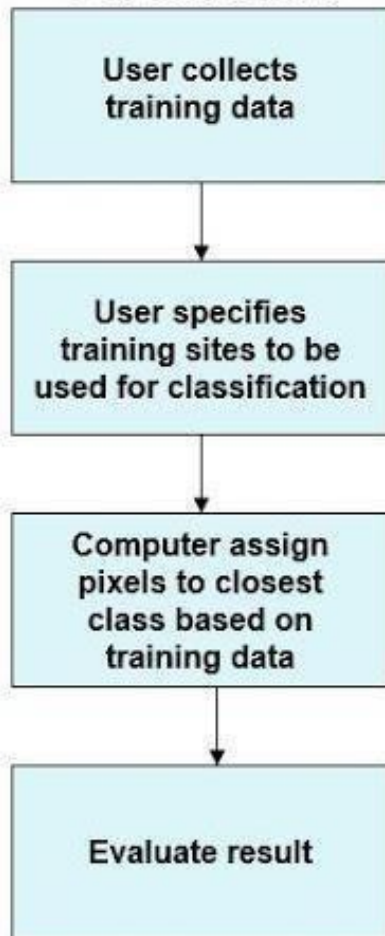 User collects
training data
User specifies
training sites to be
used for classification
Computer assign
pixels to closest
class based on
training data
Evaluate result